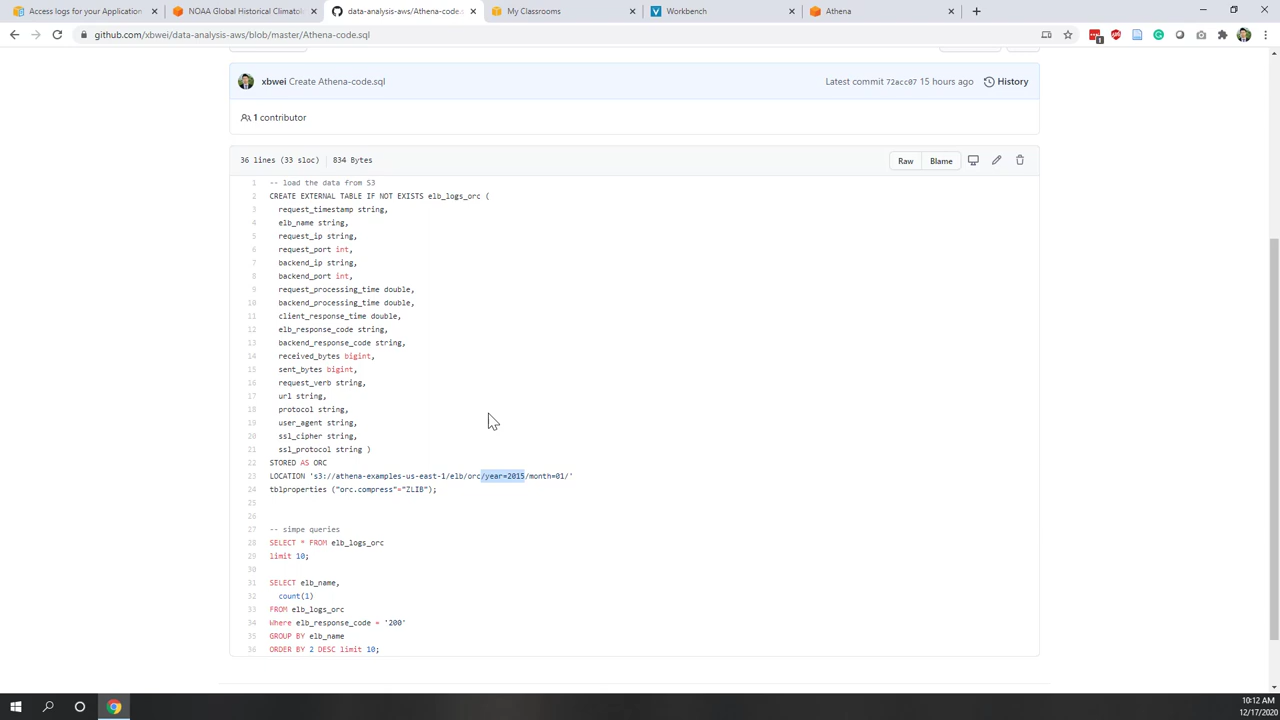 Access logs for your Application
NOAA Global Historical Climatol
data-analysis-aws/Athena-code.s
My Classrooms
Workbench
Athena
github.com/xbwei/data-analysis-aws/blob/master/Athena-code.sql
1
xbwei Create Athena-code.sql
Latest commit 72acc07 15 hours ago
History
1 contributor
36 lines (33 sloc) 834 Bytes
Raw
Blame
1 -- load the data from S3
2 CREATE EXTERNAL TABLE IF NOT EXISTS elb_logs_orc (
3 request_timestamp string,
4 elb_name string,
5 request_ip string,
6 request_port int,
7 backend_ip string,
8 backend_port int,
9 request_processing_time double,
10 backend_processing_time double,
11 client_response_time double,
12 elb_response_code string,
13 backend_response_code string,
14 received_bytes bigint,
15 sent_bytes bigint,
16 request_verb string,
17 url string,
18 protocol string,
19 user_agent string,
20 ssl_cipher string,
21 ssl_protocol string )
22 STORED AS ORC
23 LOCATION 's3://athena-examples-us-east-1/elb/orc/year=2015/month=01/'
24 tblproperties ("orc.compress"="ZLIB");
25
26
27 -- simpe queries
28 SELECT * FROM elb_logs_orc
29 limit 10;
30
31 SELECT elb_name,
32 count(1)
33 FROM elb_logs_orc
34 Where elb_response_code = '200'
35 GROUP BY elb_name
36 ORDER BY 2 DESC limit 10;
10:12 AM
12/17/2020